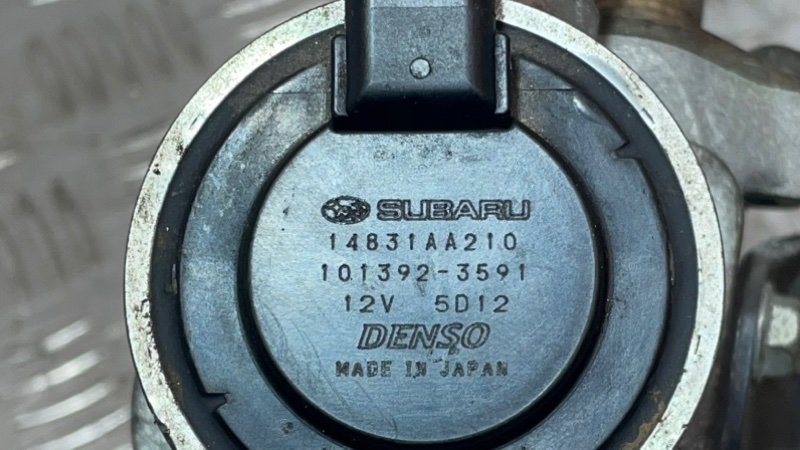 SUBARU
14831AA210
101392-3591
12V 5D12
DENSO
MADE IN JAPAN